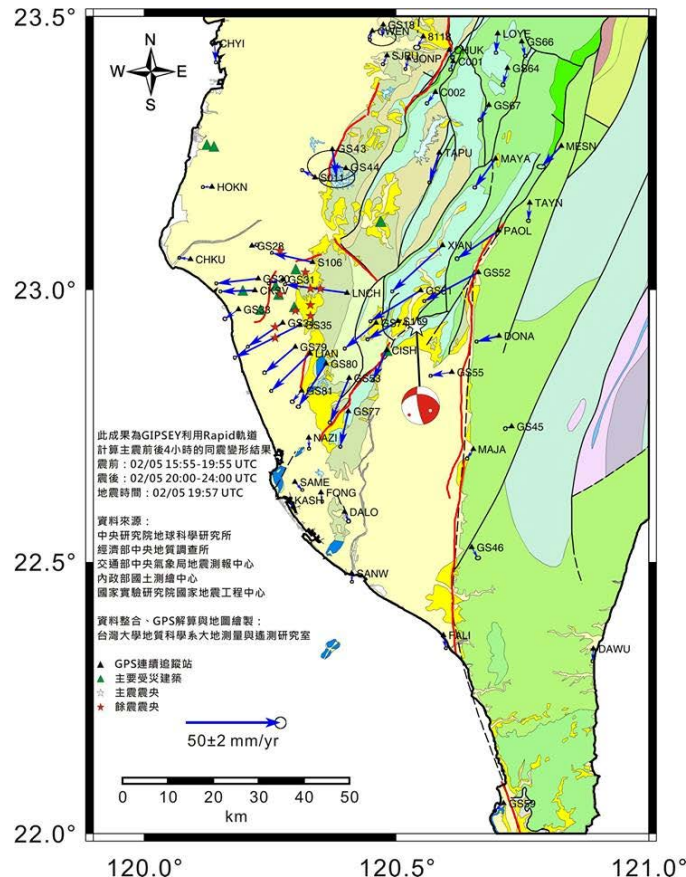 23.5°
23.0°
22.5°
22.0°
120.0°
120.5°
121.0°
N
W
E
S
CHYI
GS18
GWEN
8118
SJPU
JONP
CHUK
C001
LOYE
GS66
GS64
C002
GS67
GS43
GS44
S011
TAPU
MAYA
MESN
HOKN
TAYN
PAOL
GS28
XIAN
CHKU
S106
GS52
GS30
GS31
CKSV
LNCH
GS51
GS33
GS35
GS74
S169
DONA
GS79
LIAN
CISH
GS80
GS53
GS55
GS81
GS77
GS45
NAZI
MAJA
SAME
FONG
KASH
DALO
GS46
SANW
FALI
DAWU
GS59
此成果為GIPSEY利用Rapid軌道
計算主震前後4小時的同震變形結果
震前：02/05 15:55-19:55 UTC
震後：02/05 20:00-24:00 UTC
地震時間：02/05 19:57 UTC
資料來源：
中央研究院地球科學研究所
經濟部中央地質調查所
交通部中央氣象局地震測報中心
內政部國土測繪中心
國家實驗研究院國家地震工程中心
資料整合、GPS解算與地圖繪製：
台灣大學地質科學系大地測量與遙測研究室
GPS連續追蹤站
主要受災建築
主震震央
餘震震央
50±2 mm/yr
0 10 20 30 40 50
km